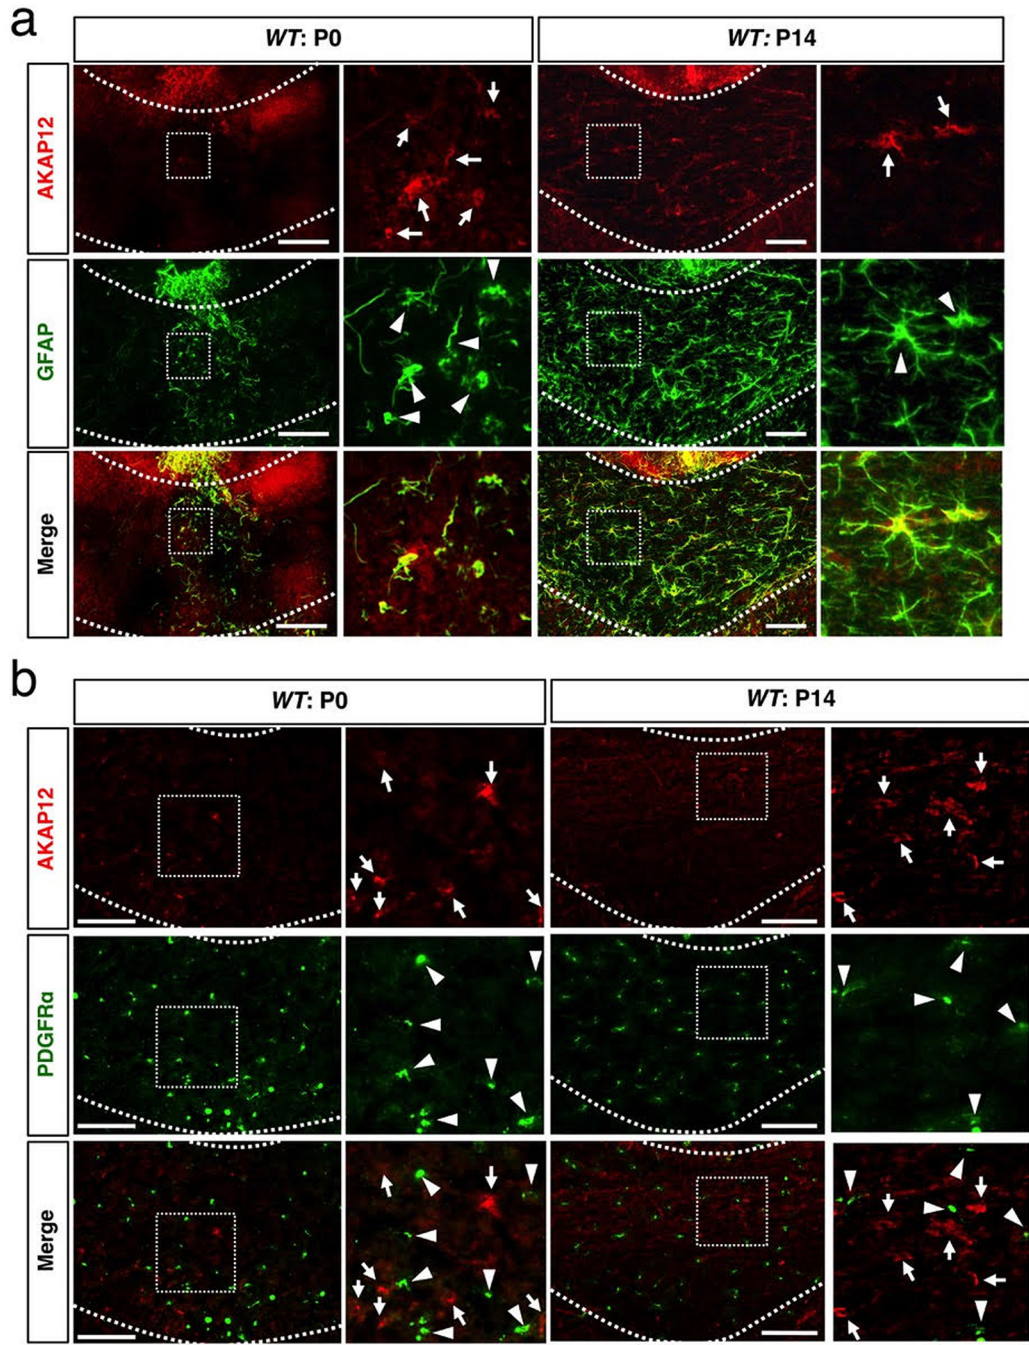 a
WT: P0
WT: P14
AKAP12
GFAP
Merge
b
WT: P0
WT: P14
AKAP12
PDGFRα
Merge